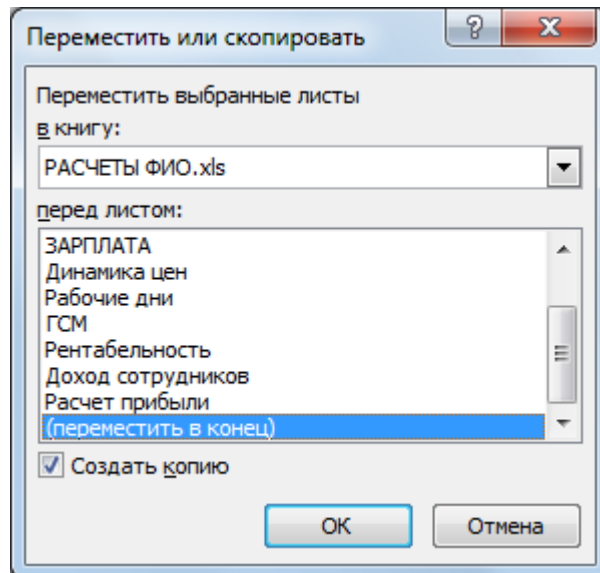 Переместить или скопировать
Переместить выбранные листы
в книгу:
РАСЧЕТЫ ФИО.xls
перед листом:
ЗАРПЛАТА
Динамика цен
Рабочие дни
ГСМ
Рентабельность
Доход сотрудников
Расчет прибыли
(переместить в конец)
Создать копию
ОК Отмена